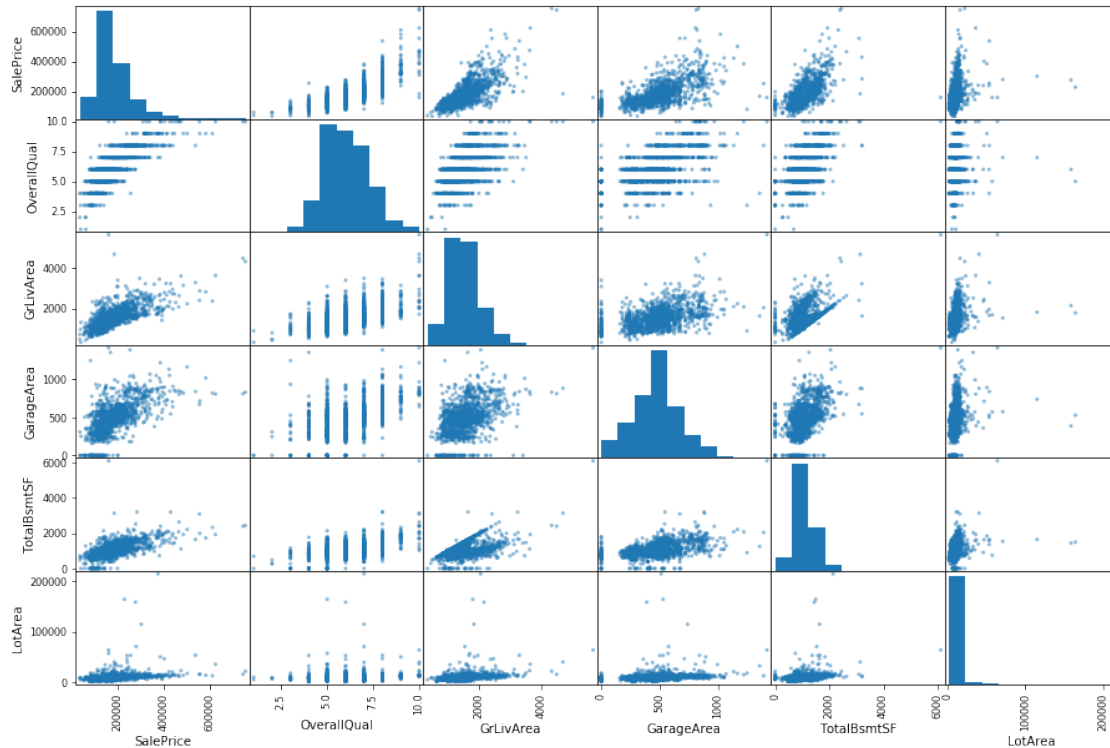 SalePrice
600000
400000
200000
OverallQual
10.0
7.5
5.0
2.5
GrLivArea
4000
2000
GarageArea
1000
500
0
TotalBsmtSF
6000
4000
2000
0
LotArea
200000
100000
0
200000 400000 600000 2.5 5.0 7.5 10.0 2000 4000 0 500 1000 0 2000 4000 6000 0 100000 200000
SalePrice OverallQual GrLivArea GarageArea TotalBsmtSF LotArea